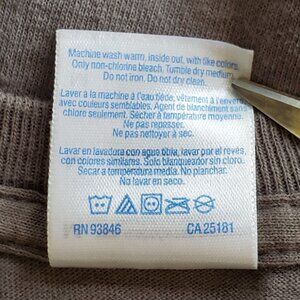 Machine wash warm, inside out, with like colors.
Only non-chlorine bleach. Tumble dry medium.
Do not iron. Do not dry clean.
Laver à la machine à l'eau tiède, vêtement à l'envers,
avec couleurs semblables. Agent de blanchiment sans
chlore seulement. Sécher à température moyenne.
Ne pas repasser.
Ne pas nettoyer à sec.
Lavar en lavadora con agua tibia, lavar por el revés,
con colores similares. Solo blanqueador sin cloro.
Secar a temperatura media. No planchar.
No lavar en seco.
RN 93846 CA 25181